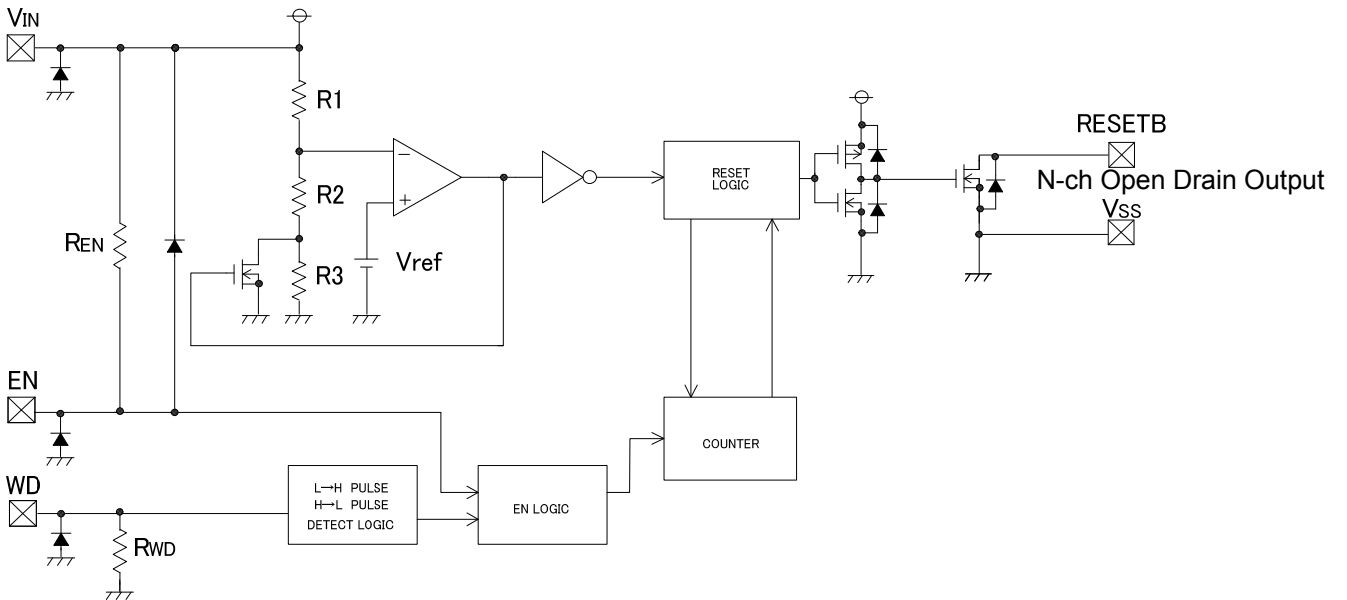 VIN
R1
R2
R3
REN
Vref
RESET
LOGIC
RESETB
N-ch Open Drain Output
VSS
EN
COUNTER
WD
RWD
L→H PULSE
H→L PULSE
DETECT LOGIC
EN LOGIC